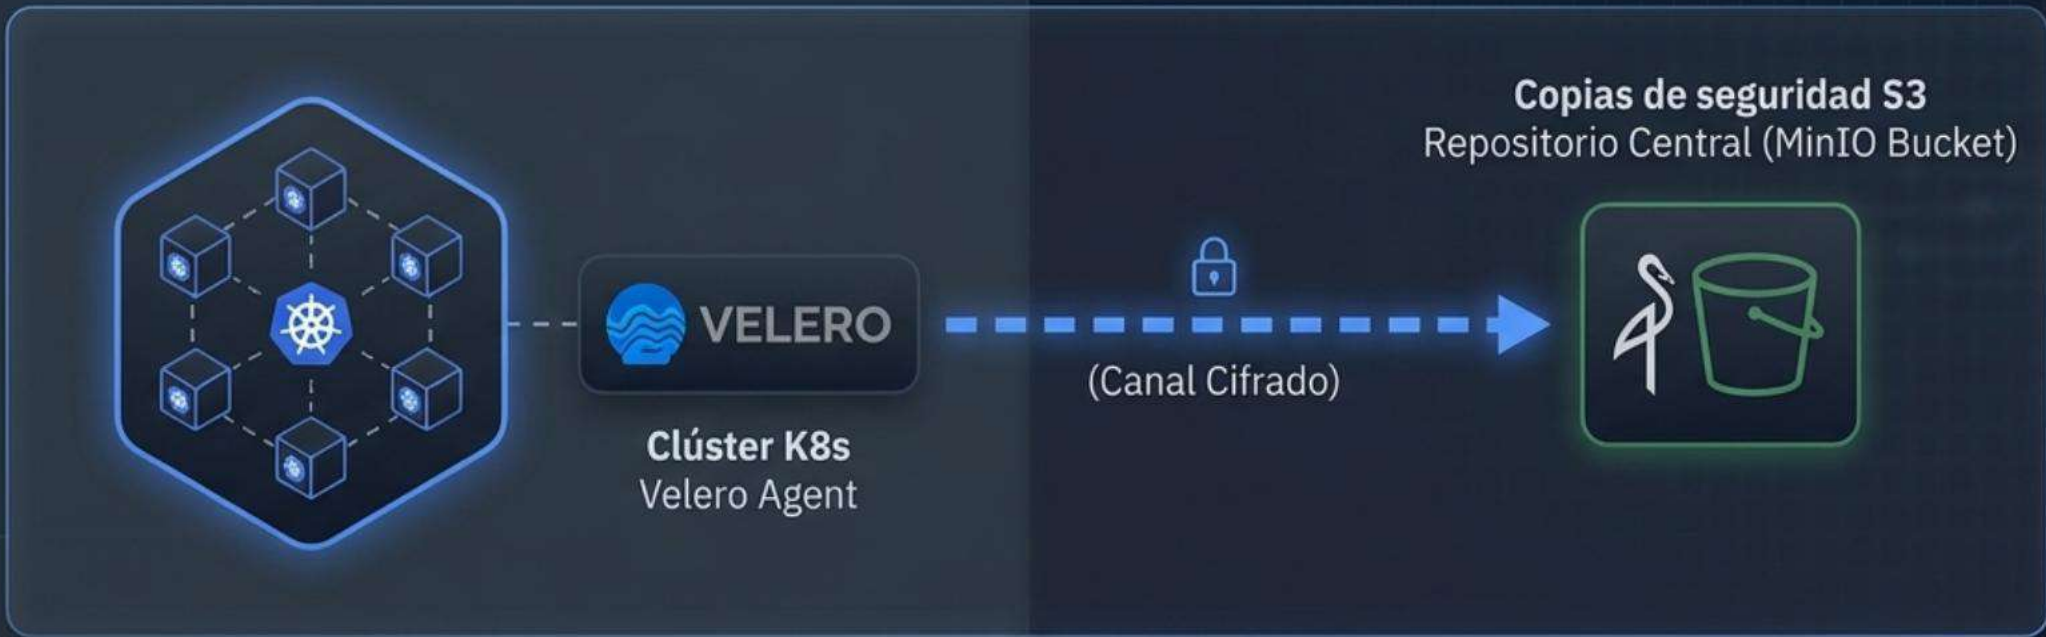 Copias de seguridad S3
Repositorio Central (MinIO Bucket)
VELERO
(Canal Cifrado)
Clúster K8s
Velero Agent